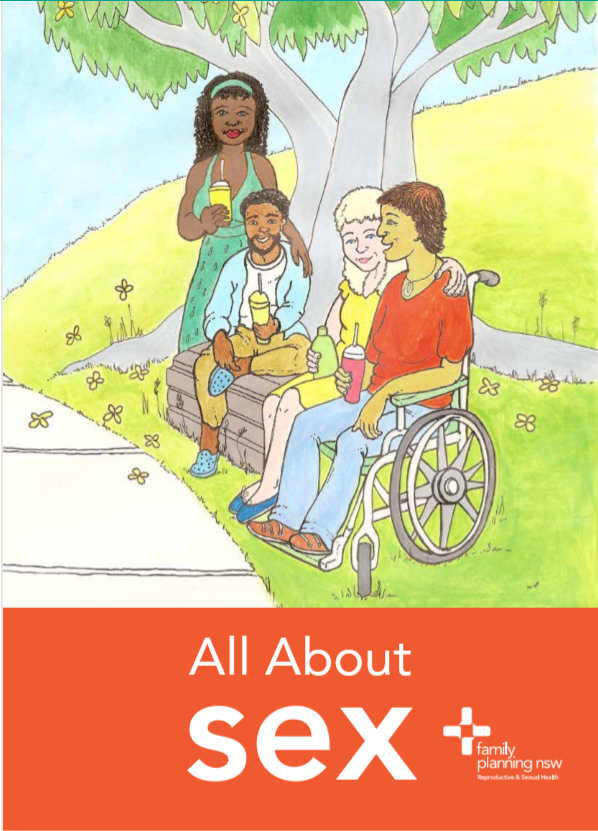 All About
sex
family
planning nsw
Reproductive & Sexual Health